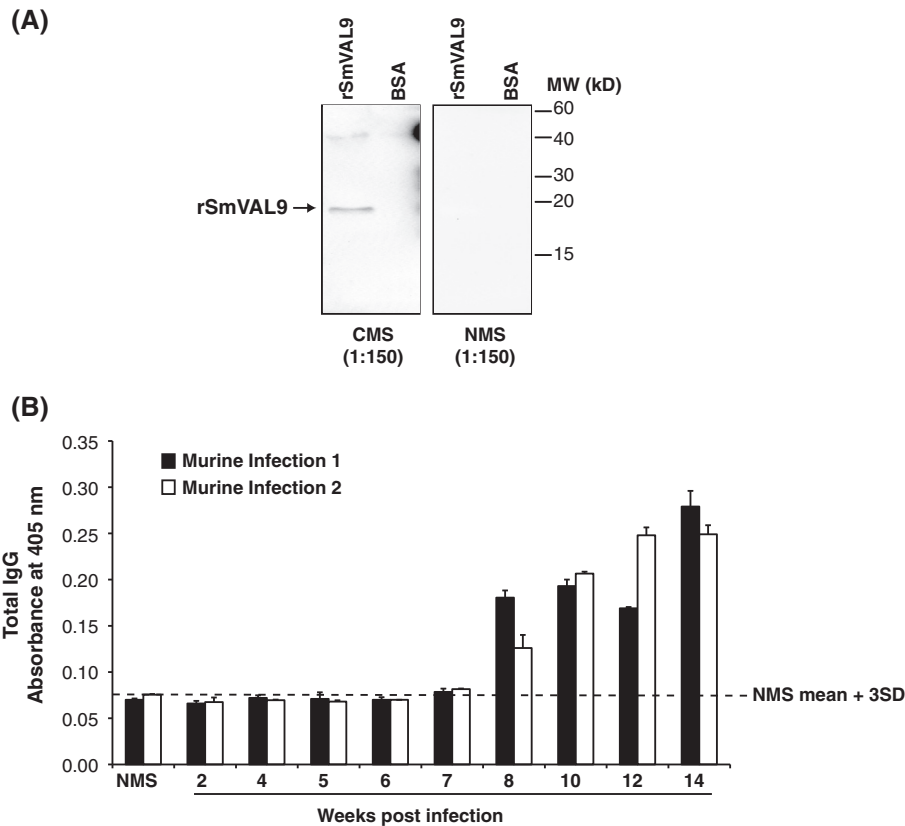 (A)
rSmVAL9
BSA
rSmVAL9
BSA
MW (kD)
60
40
30
20
15
rSmVAL9
CMS
(1:150)
NMS
(1:150)
(B)
Total IgG
Absorbance at 405 nm
0.35
0.30
0.25
0.20
0.15
0.10
0.05
0.00
Murine Infection 1
Murine Infection 2
NMS mean + 3SD
NMS 2 4 5 6 7 8 10 12 14
Weeks post infection